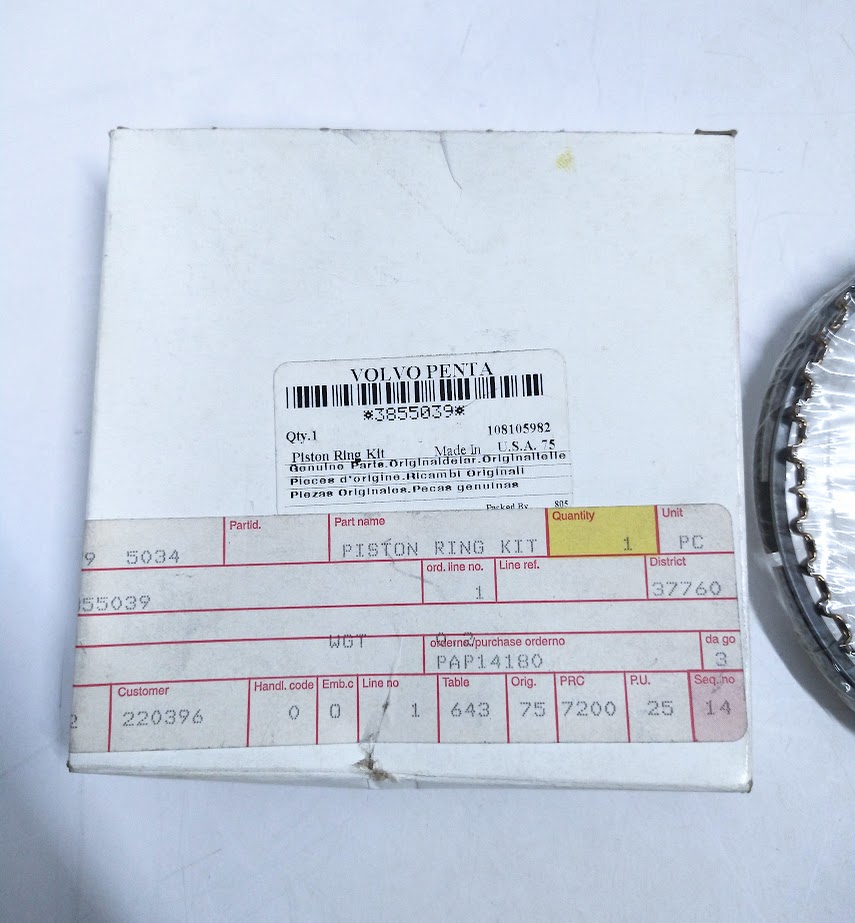 VOLVO PENTA
*3855039*
Qty.1 108105982
Piston Ring Kit Made in U.S.A. 75
Genuine Parts.Originaldelar.Originalteile
Pieces d'origine.Ricambi Originali
Piezas Originales.Pecas genuinas
Packed By 805
Partid. Part name Quantity Unit
9 5034 PISTON RING KIT 1 PC
ord. line no. Line ref. District
55039 1 37760
WGT
orderno./purchase orderno da go
PAP14180 3
Customer Handl. code Emb.c Line no Table Orig. PRC P.U. Seq. no
2 220396 0 0 1 643 75 7200 25 14